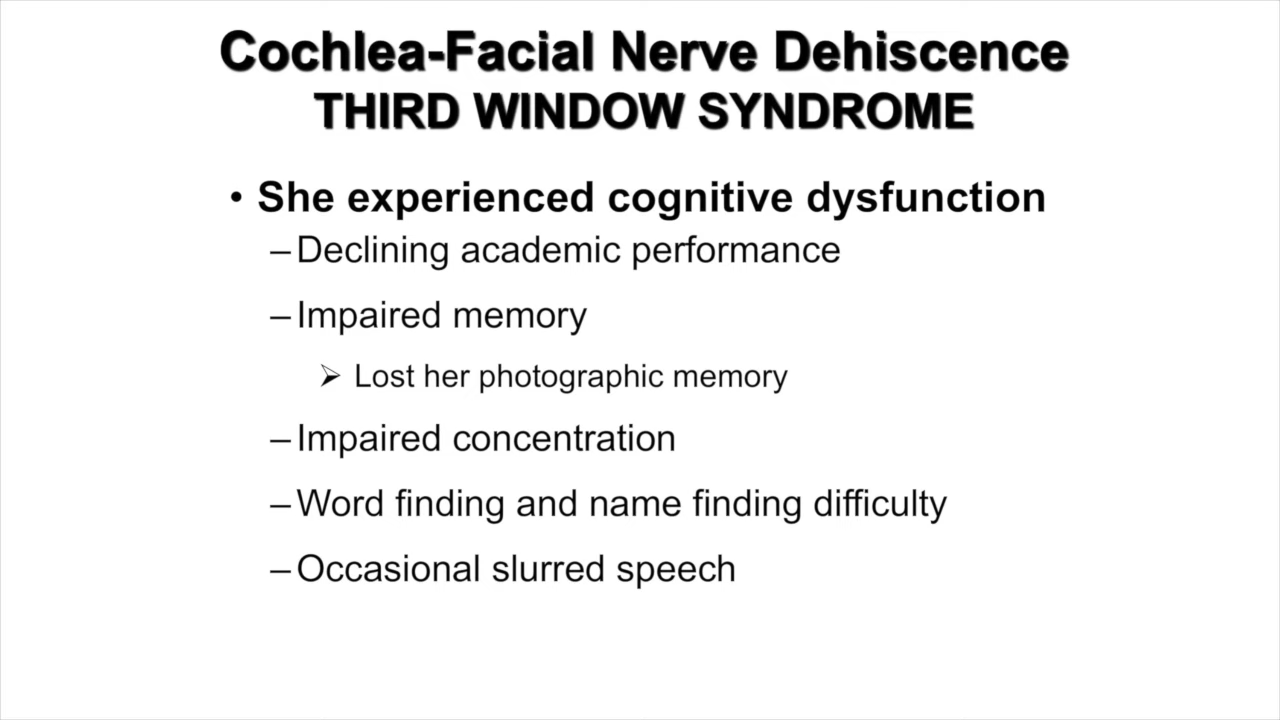 Cochlea-Facial Nerve Dehiscence
THIRD WINDOW SYNDROME
• She experienced cognitive dysfunction
–Declining academic performance
–Impaired memory
➢ Lost her photographic memory
–Impaired concentration
–Word finding and name finding difficulty
–Occasional slurred speech